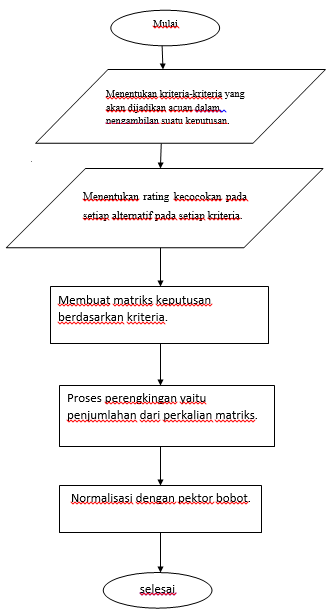 Mulai
Menentukan kriteria-kriteria yang
akan dijadikan acuan dalam,
pengambilan suatu keputusan.
Menentukan rating kecocokan pada
setiap alternatif pada setiap kriteria.
Membuat matriks keputusan
berdasarkan kriteria.
Proses perengkingan yaitu
penjumlahan dari perkalian matriks.
Normalisasi dengan pektor bobot.
selesai